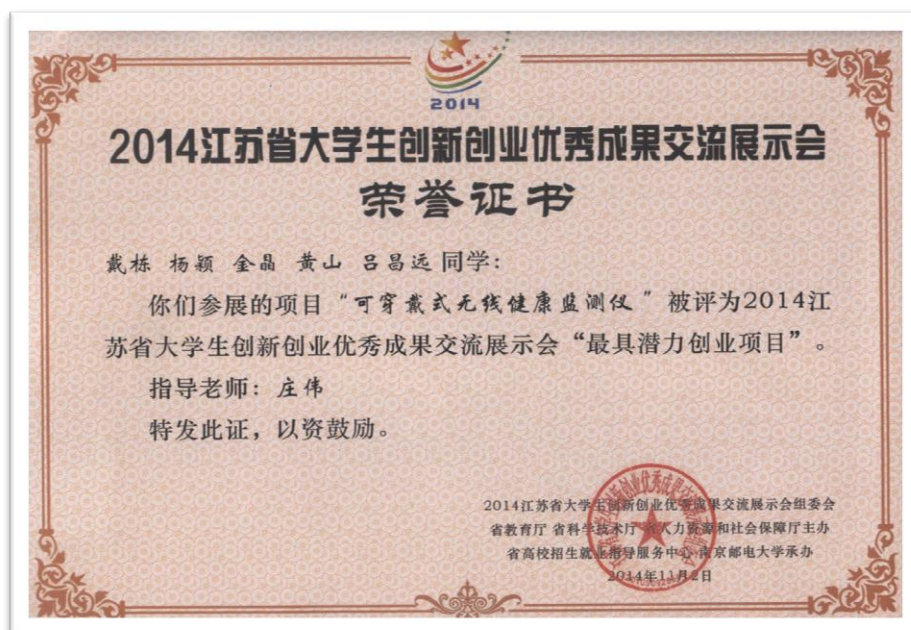 2014
2014江苏省大学生创新创业优秀成果交流展示会
荣誉证书
戴栋 杨颖 金晶 黄山 吕昌远 同学：
你们参展的项目“可穿戴式无线健康监测仪”被评为2014江
苏省大学生创新创业优秀成果交流展示会“最具潜力创业项目”。
指导老师：庄伟
特发此证，以资鼓励。
2014江苏省大学生创新创业优秀成果交流展示会组委会
省教育厅 省科学技术厅 省人力资源和社会保障厅主办
省高校招生就业指导服务中心 南京邮电大学承办
2014年11月2日